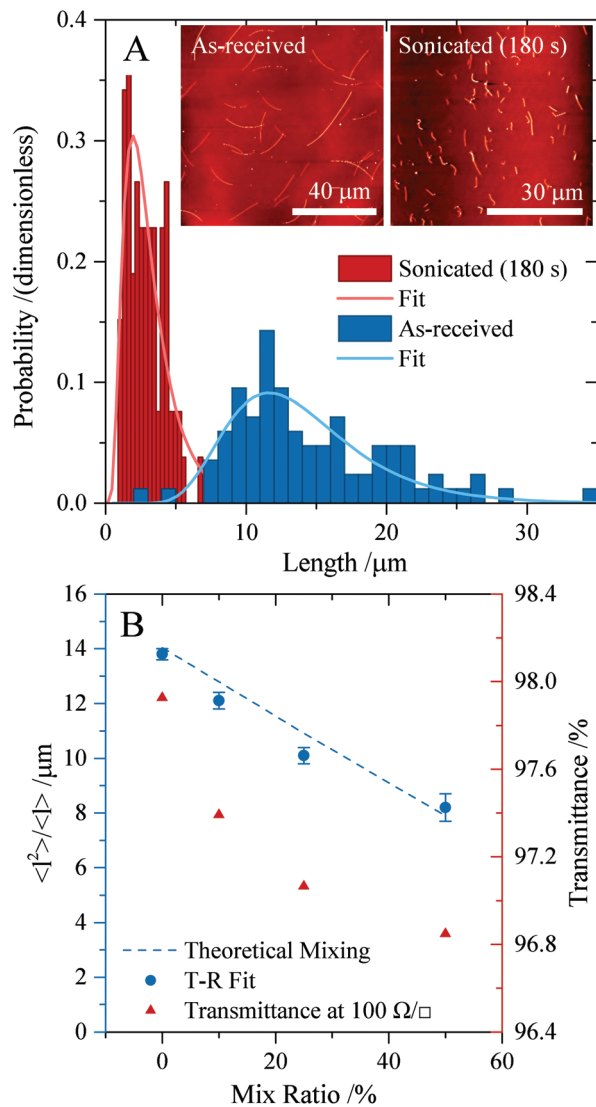 A
As-received
40 μm
Sonicated (180 s)
30 μm
Sonicated (180 s)
Fit
As-received
Fit
0.4
0.3
0.2
0.1
0.0
Probability /(dimensionless)
0
10
20
30
Length /μm
B
16
14
12
10
8
6
4
2
0
<l²>/<l> /μm
98.4
98.0
97.6
97.2
96.8
96.4
Transmittance /%
Theoretical Mixing
T-R Fit
Transmittance at 100 Ω/□
0
20
40
60
Mix Ratio /%